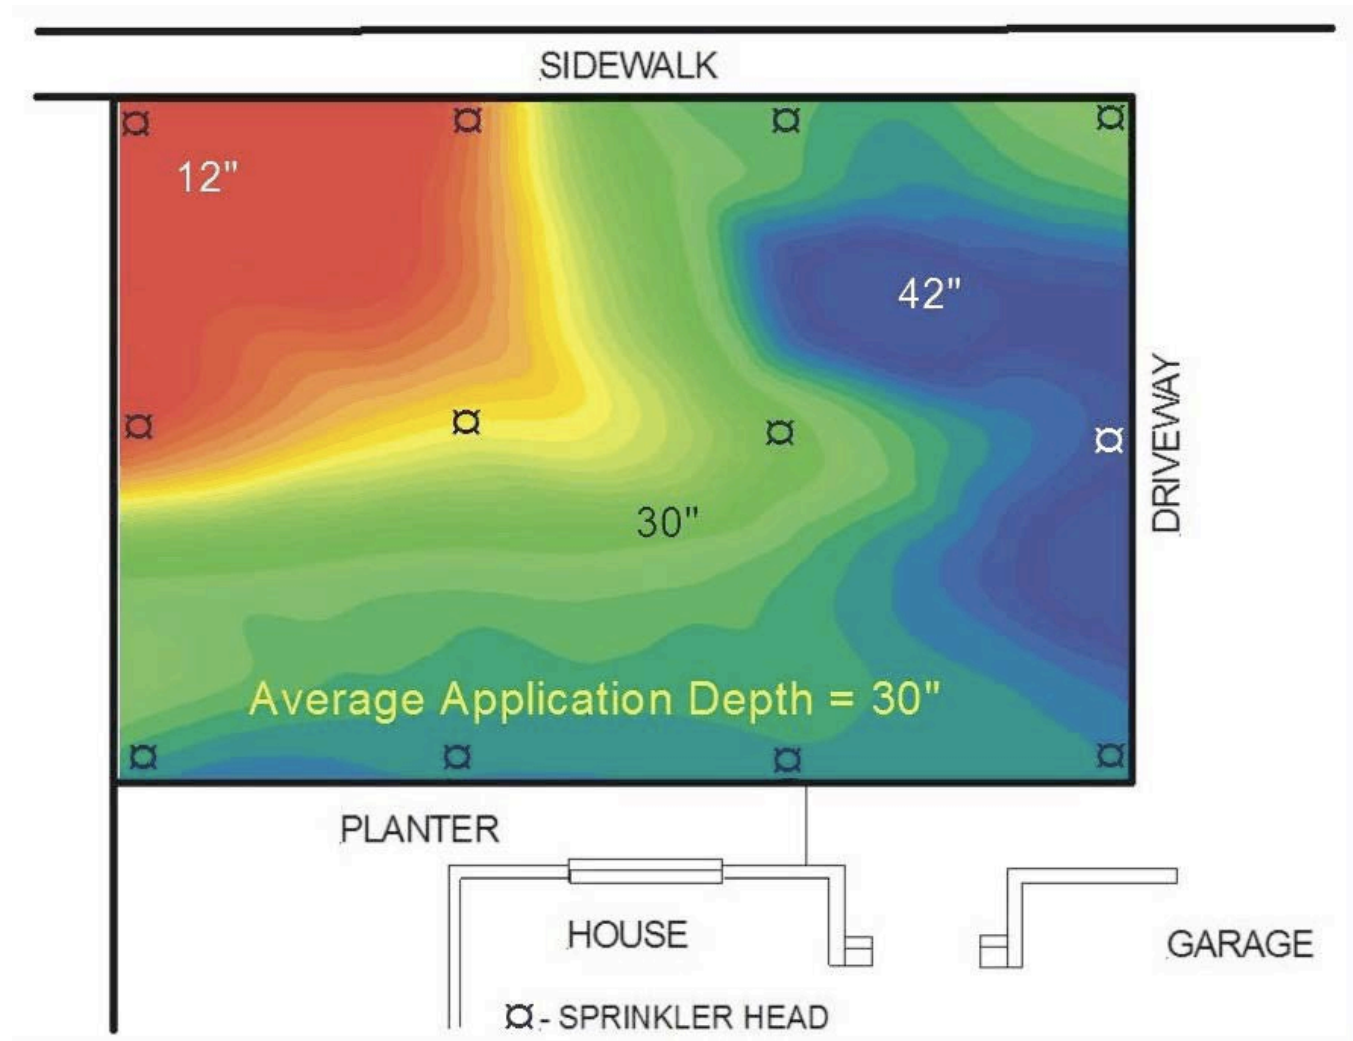 SIDEWALK
12"
42"
DRIVEWAY
30"
Average Application Depth = 30"
PLANTER
HOUSE
GARAGE
- SPRINKLER HEAD